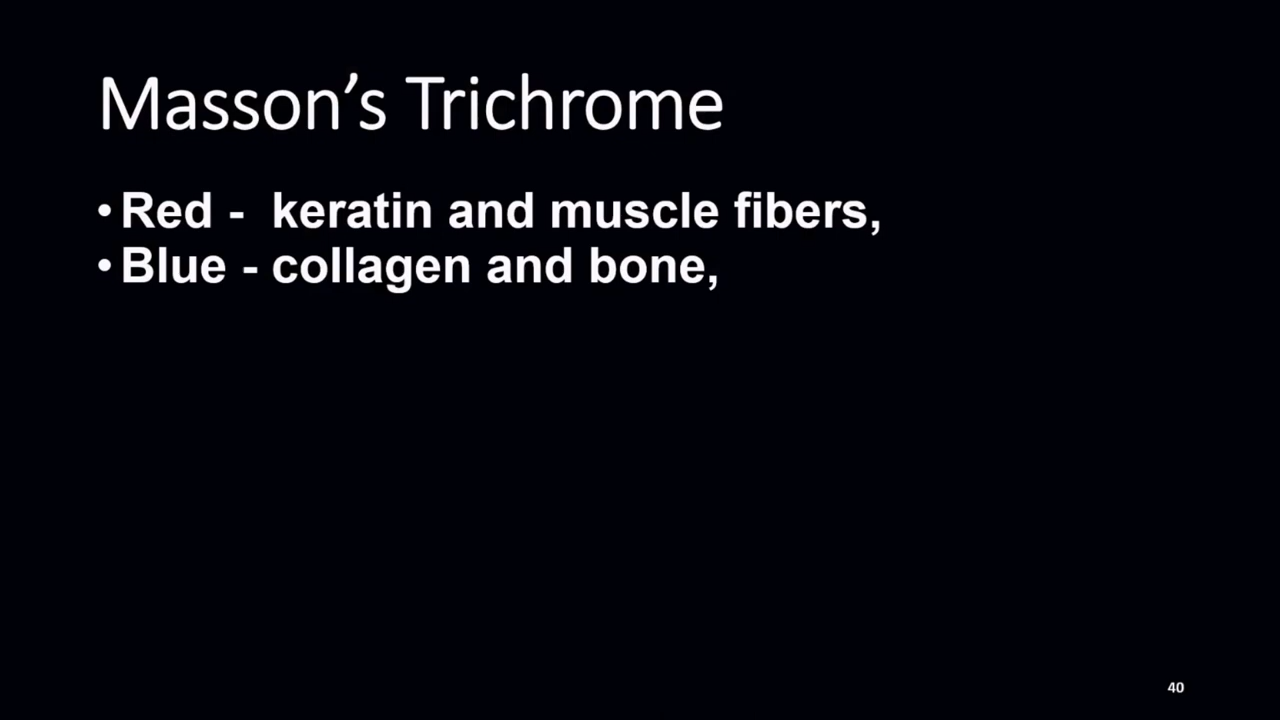 Masson’s Trichrome
• Red -  keratin and muscle fibers,
• Blue - collagen and bone,
40